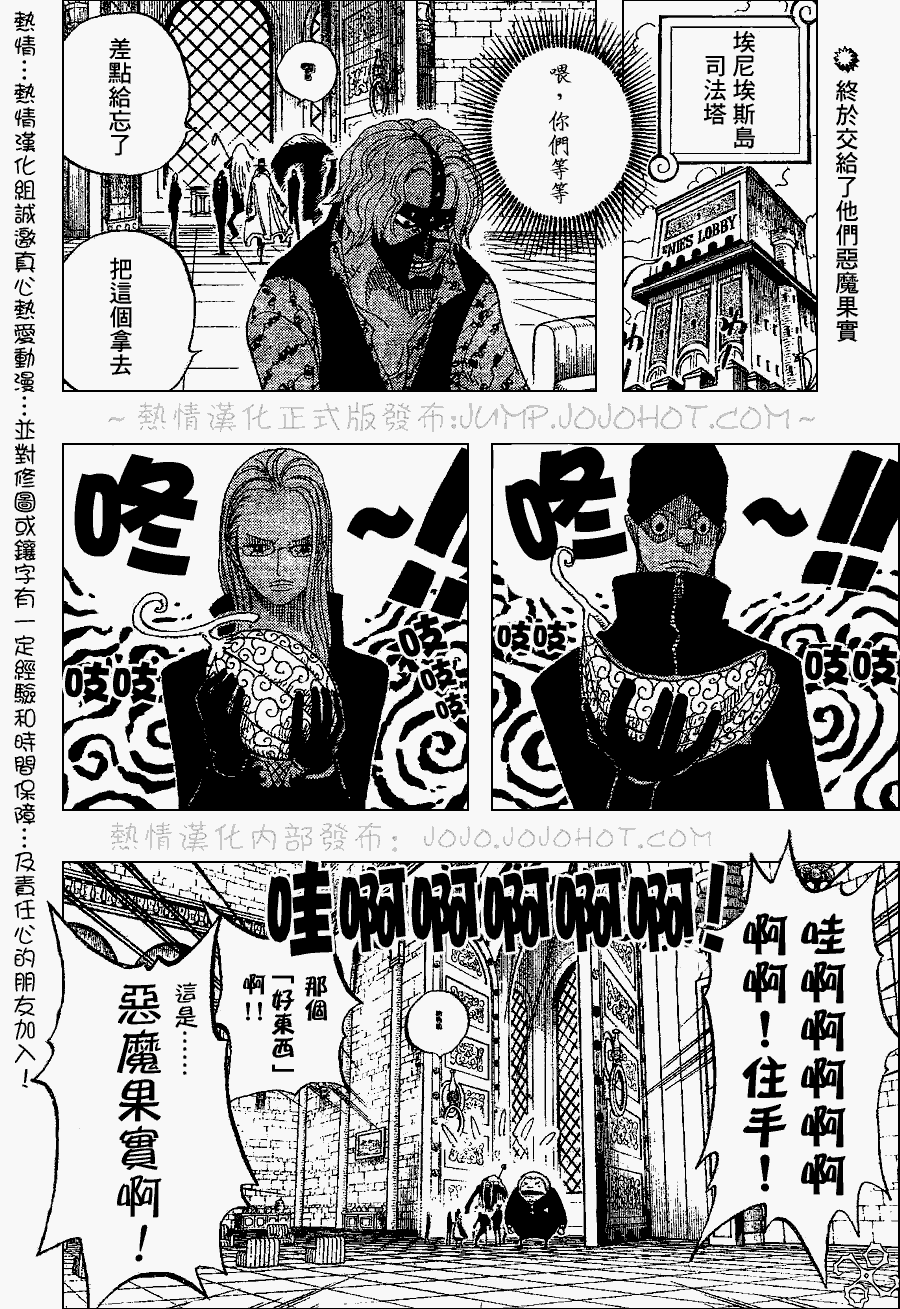 終於交給了他們惡魔果實
埃尼埃斯島
司法塔
ENIES LOBBY
喂，你們等等
？
差點給忘了
把這個拿去
～熱情漢化正式版發布:JUMP.JOJOHOT.COM～
咚～!!
吱吱
吱吱
咚～!!
吱吱
吱
吱
吱
熱情漢化內部發布：JOJO.JOJOHOT.COM
哇啊啊啊啊啊！
哇啊啊啊啊啊
啊啊！住手！
那個
「好東西」
啊!!
這是……
惡魔果實啊！
熱情…熱情漢化組誠邀真心熱愛動漫…並對修圖或鑲字有一定經驗和時間保障…及責任心的朋友加入！